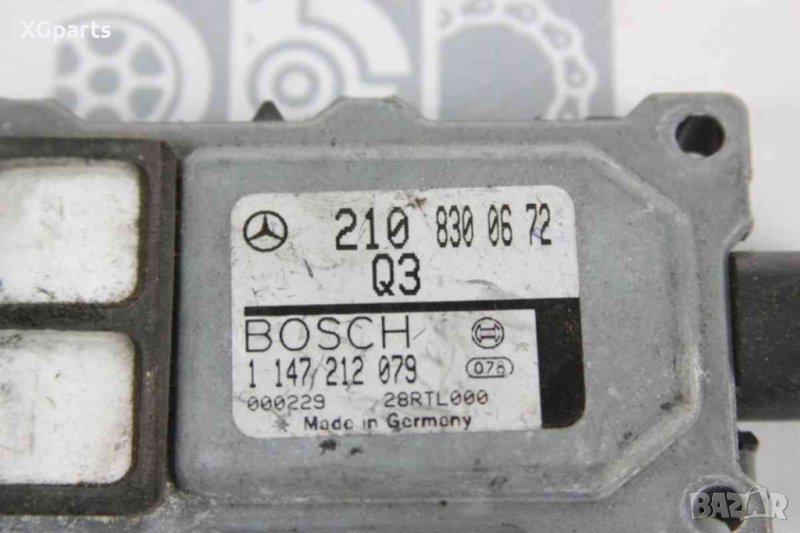 XGparts
210 830 06 72
Q3
BOSCH
1 147 212 079
078
000229 28RTL000
Made in Germany
BAZAR